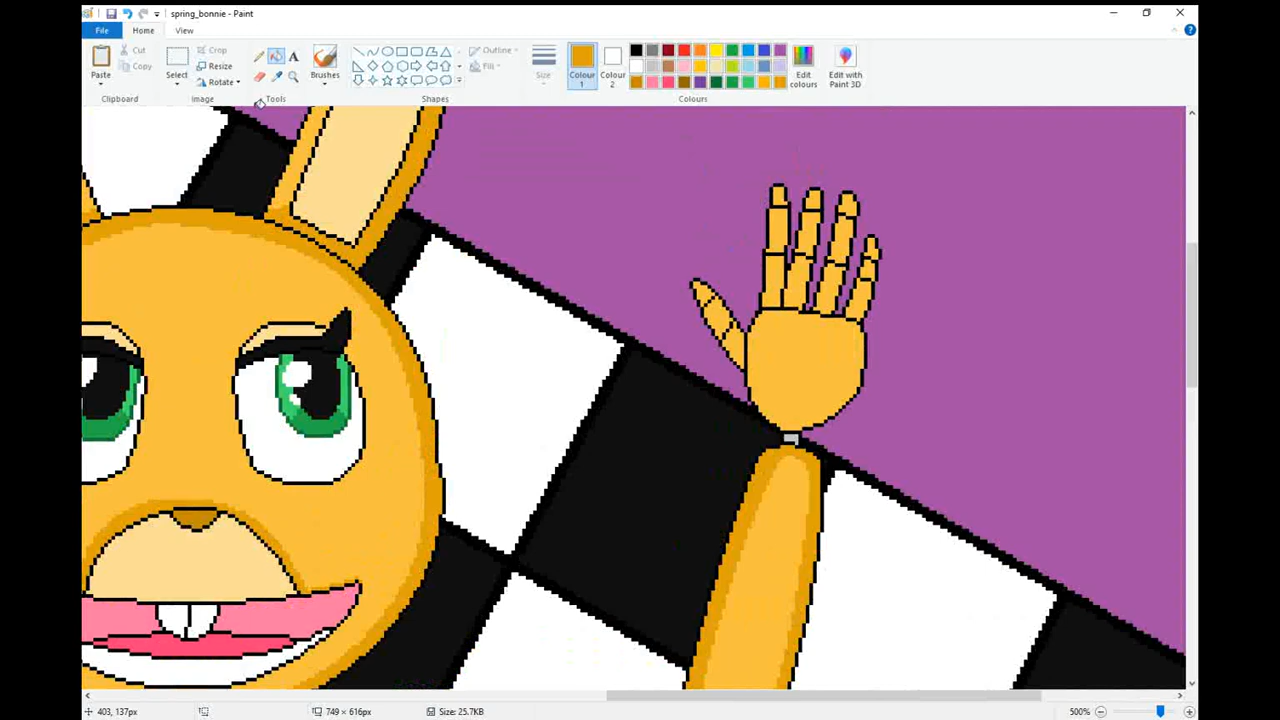 spring_bonnie - Paint
File Home View
Paste
Cut
Copy
Clipboard
Select
Crop
Resize
Rotate
Image
A
Tools
Brushes
Shapes
Outline
Fill
Size
Colour 1
Colour 2
Edit colours
Edit with Paint 3D
Colours
403, 137px
749 × 616px
Size: 25.7KB
500%